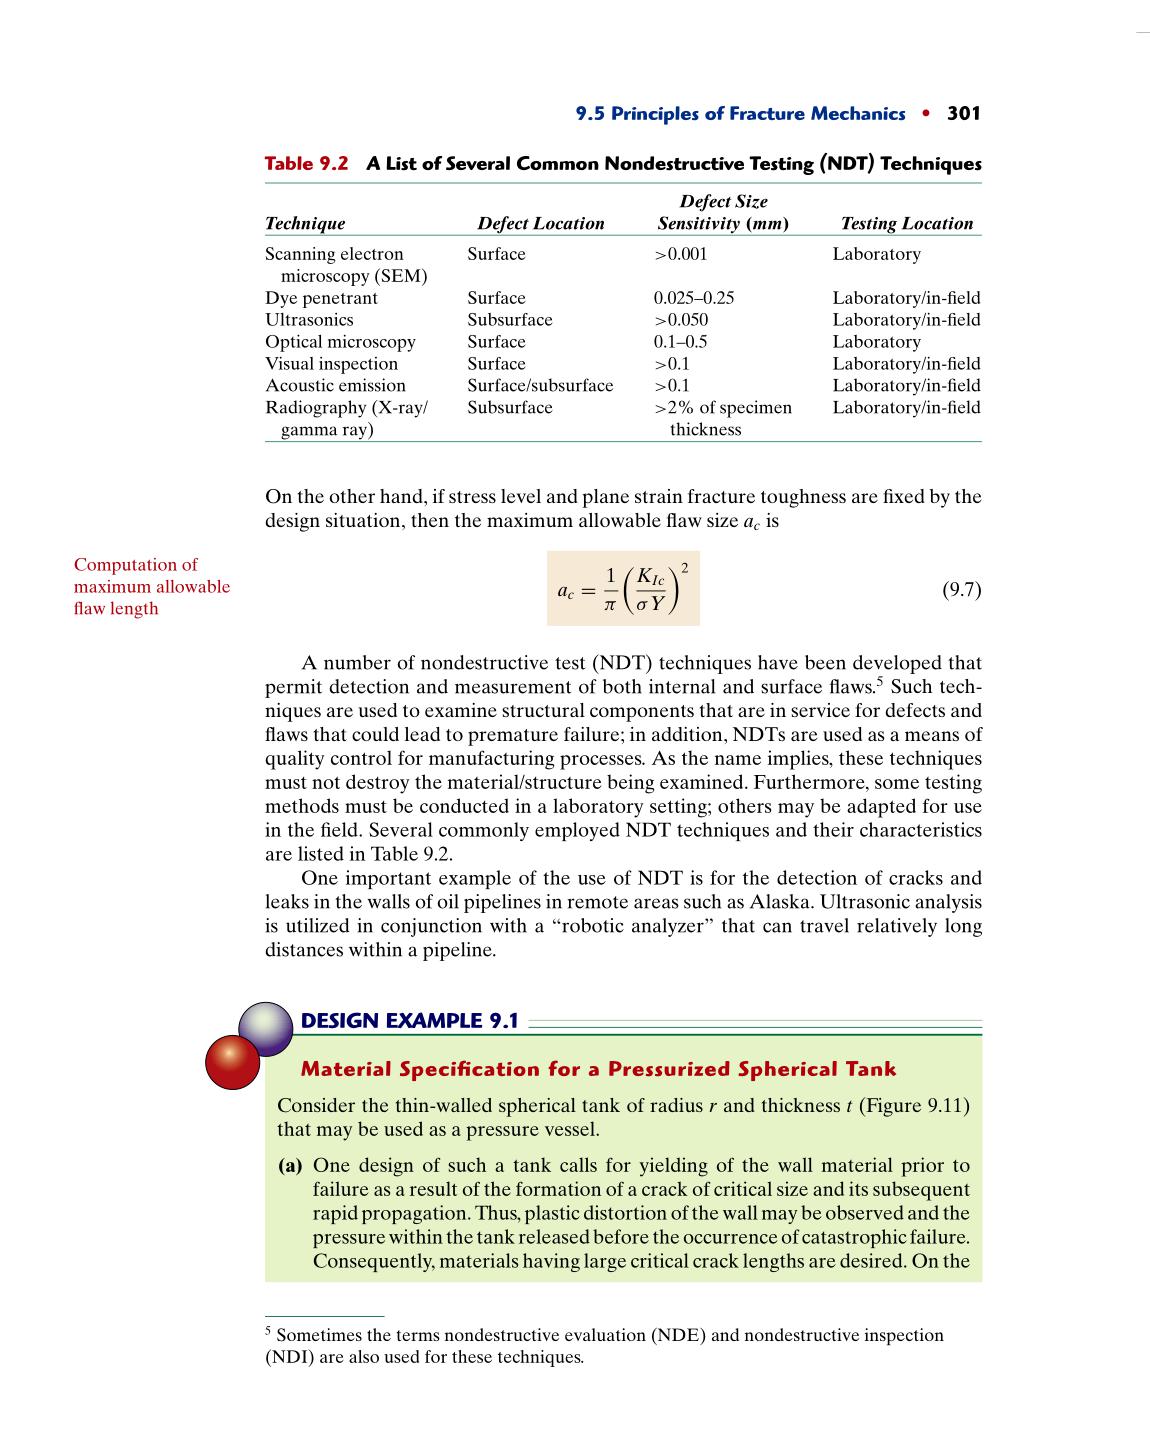 9.5 Principles of Fracture Mechanics • 301
Table 9.2 A List of Several Common Nondestructive Testing (NDT) Techniques
Defect Size
Technique Defect Location Sensitivity (mm) Testing Location
Scanning electron Surface >0.001 Laboratory
microscopy (SEM)
Dye penetrant Surface 0.025–0.25 Laboratory/in-field
Ultrasonics Subsurface >0.050 Laboratory/in-field
Optical microscopy Surface 0.1–0.5 Laboratory
Visual inspection Surface >0.1 Laboratory/in-field
Acoustic emission Surface/subsurface >0.1 Laboratory/in-field
Radiography (X-ray/ Subsurface >2% of specimen Laboratory/in-field
gamma ray) thickness
On the other hand, if stress level and plane strain fracture toughness are fixed by the
design situation, then the maximum allowable flaw size a_c is
Computation of
maximum allowable
flaw length
a_c = 1/π (K_Ic/σY)^2 (9.7)
A number of nondestructive test (NDT) techniques have been developed that
permit detection and measurement of both internal and surface flaws.⁵ Such tech-
niques are used to examine structural components that are in service for defects and
flaws that could lead to premature failure; in addition, NDTs are used as a means of
quality control for manufacturing processes. As the name implies, these techniques
must not destroy the material/structure being examined. Furthermore, some testing
methods must be conducted in a laboratory setting; others may be adapted for use
in the field. Several commonly employed NDT techniques and their characteristics
are listed in Table 9.2.
One important example of the use of NDT is for the detection of cracks and
leaks in the walls of oil pipelines in remote areas such as Alaska. Ultrasonic analysis
is utilized in conjunction with a “robotic analyzer” that can travel relatively long
distances within a pipeline.
DESIGN EXAMPLE 9.1
Material Specification for a Pressurized Spherical Tank
Consider the thin-walled spherical tank of radius r and thickness t (Figure 9.11)
that may be used as a pressure vessel.
(a) One design of such a tank calls for yielding of the wall material prior to
failure as a result of the formation of a crack of critical size and its subsequent
rapid propagation. Thus, plastic distortion of the wall may be observed and the
pressure within the tank released before the occurrence of catastrophic failure.
Consequently, materials having large critical crack lengths are desired. On the
⁵ Sometimes the terms nondestructive evaluation (NDE) and nondestructive inspection
(NDI) are also used for these techniques.